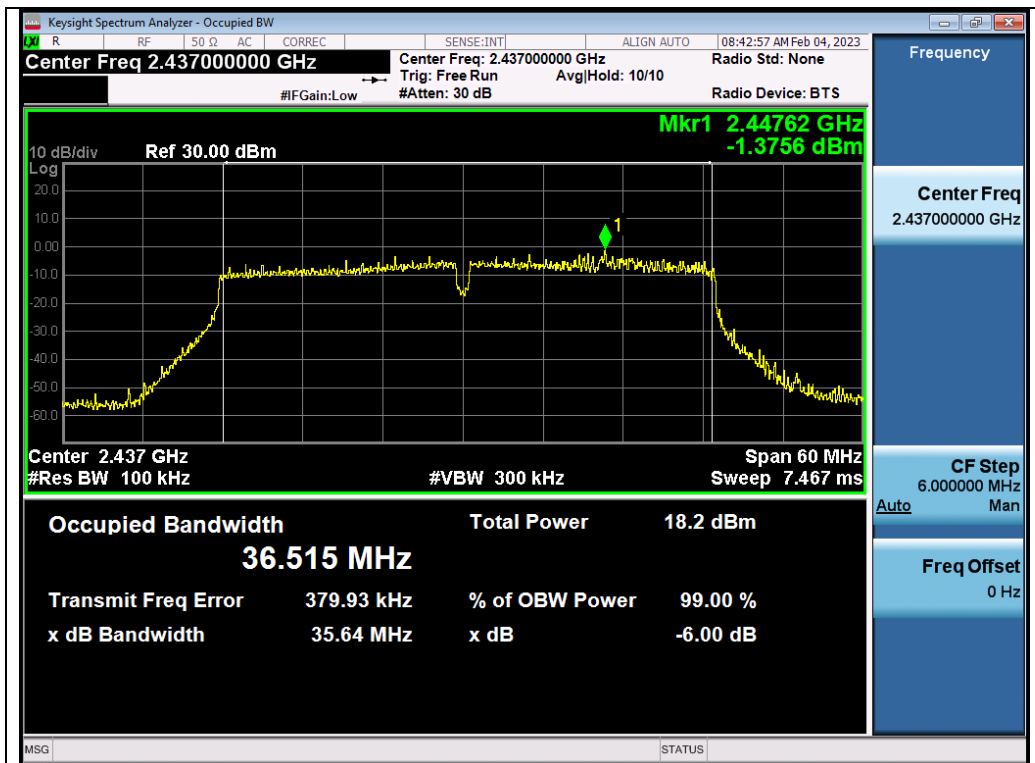 Keysight Spectrum Analyzer - Occupied BW
LXI R RF 50 Ω AC CORREC SENSE:INT ALIGN AUTO 08:42:57 AM Feb 04, 2023
Center Freq 2.437000000 GHz
Center Freq: 2.437000000 GHz
Radio Std: None
Trig: Free Run Avg|Hold: 10/10
#IFGain:Low
#Atten: 30 dB
Radio Device: BTS
Mkr1 2.44762 GHz
-1.3756 dBm
10 dB/div Ref 30.00 dBm
Log
20.0
10.0
0.00
-10.0
-20.0
-30.0
-40.0
-50.0
-60.0
1
Center 2.437 GHz Span 60 MHz
#Res BW 100 kHz #VBW 300 kHz Sweep 7.467 ms
Occupied Bandwidth Total Power 18.2 dBm
36.515 MHz
Transmit Freq Error 379.93 kHz % of OBW Power 99.00 %
x dB Bandwidth 35.64 MHz x dB -6.00 dB
MSG STATUS
Frequency
Center Freq
2.437000000 GHz
CF Step
6.000000 MHz
Auto Man
Freq Offset
0 Hz